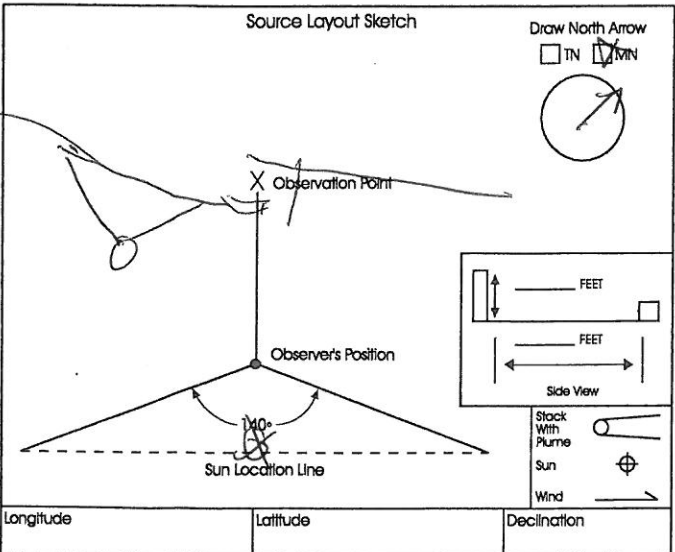 Source Layout Sketch
Draw North Arrow
TN MN
X Observation Point
FEET
FEET
Side View
Observer's Position
140°
Sun Location Line
Stack
With
Plume
Sun
Wind
Longitude Latitude Declination